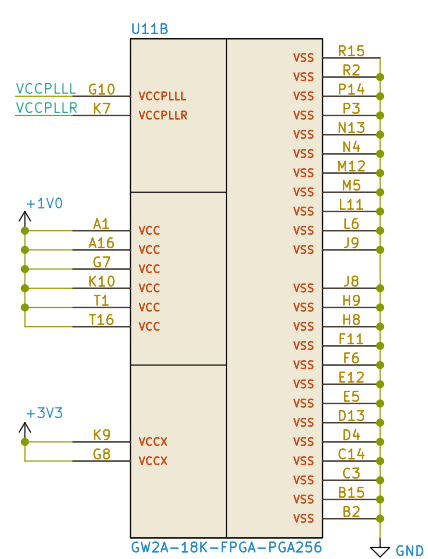 U11B
VCCPLLL G10 VCCPLLL
VCCPLLR K7 VCCPLLR
+1V0
A1 VCC
A16 VCC
G7 VCC
K10 VCC
T1 VCC
T16 VCC
+3V3
K9 VCCX
G8 VCCX
VSS R15
VSS R2
VSS P14
VSS P3
VSS N13
VSS N4
VSS M12
VSS M5
VSS L11
VSS L6
VSS J9
VSS J8
VSS H9
VSS H8
VSS F11
VSS F6
VSS E12
VSS E5
VSS D13
VSS D4
VSS C14
VSS C3
VSS B15
VSS B2
GW2A-18K-FPGA-PGA256
GND